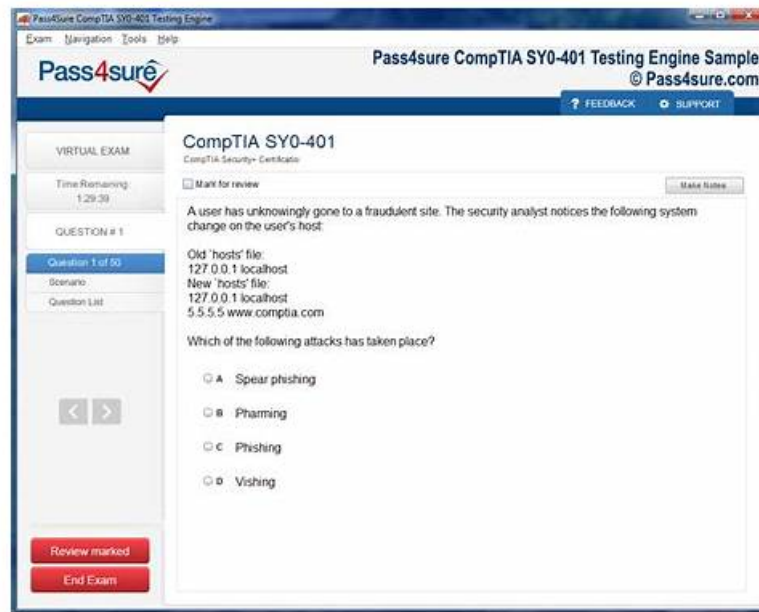 Pass4Sure CompTIA SY0-401 Testing Engine
Exam Navigation Tools Help
Pass4surê
Pass4sure CompTIA SY0-401 Testing Engine Sample
© Pass4sure.com
? FEEDBACK SUPPORT
VIRTUAL EXAM
Time Remaining
1:29:39
QUESTION # 1
Question 1 of 50
Scenario
Question List
Review marked
End Exam
CompTIA SY0-401
CompTIA Security+ Certificatio
Mark for review
Make Notes
A user has unknowingly gone to a fraudulent site. The security analyst notices the following system
change on the user's host:
Old `hosts' file:
127.0.0.1 localhost
New `hosts' file:
127.0.0.1 localhost
5.5.5.5 www.comptia.com
Which of the following attacks has taken place?
A Spear phishing
B Pharming
C Phishing
D Vishing